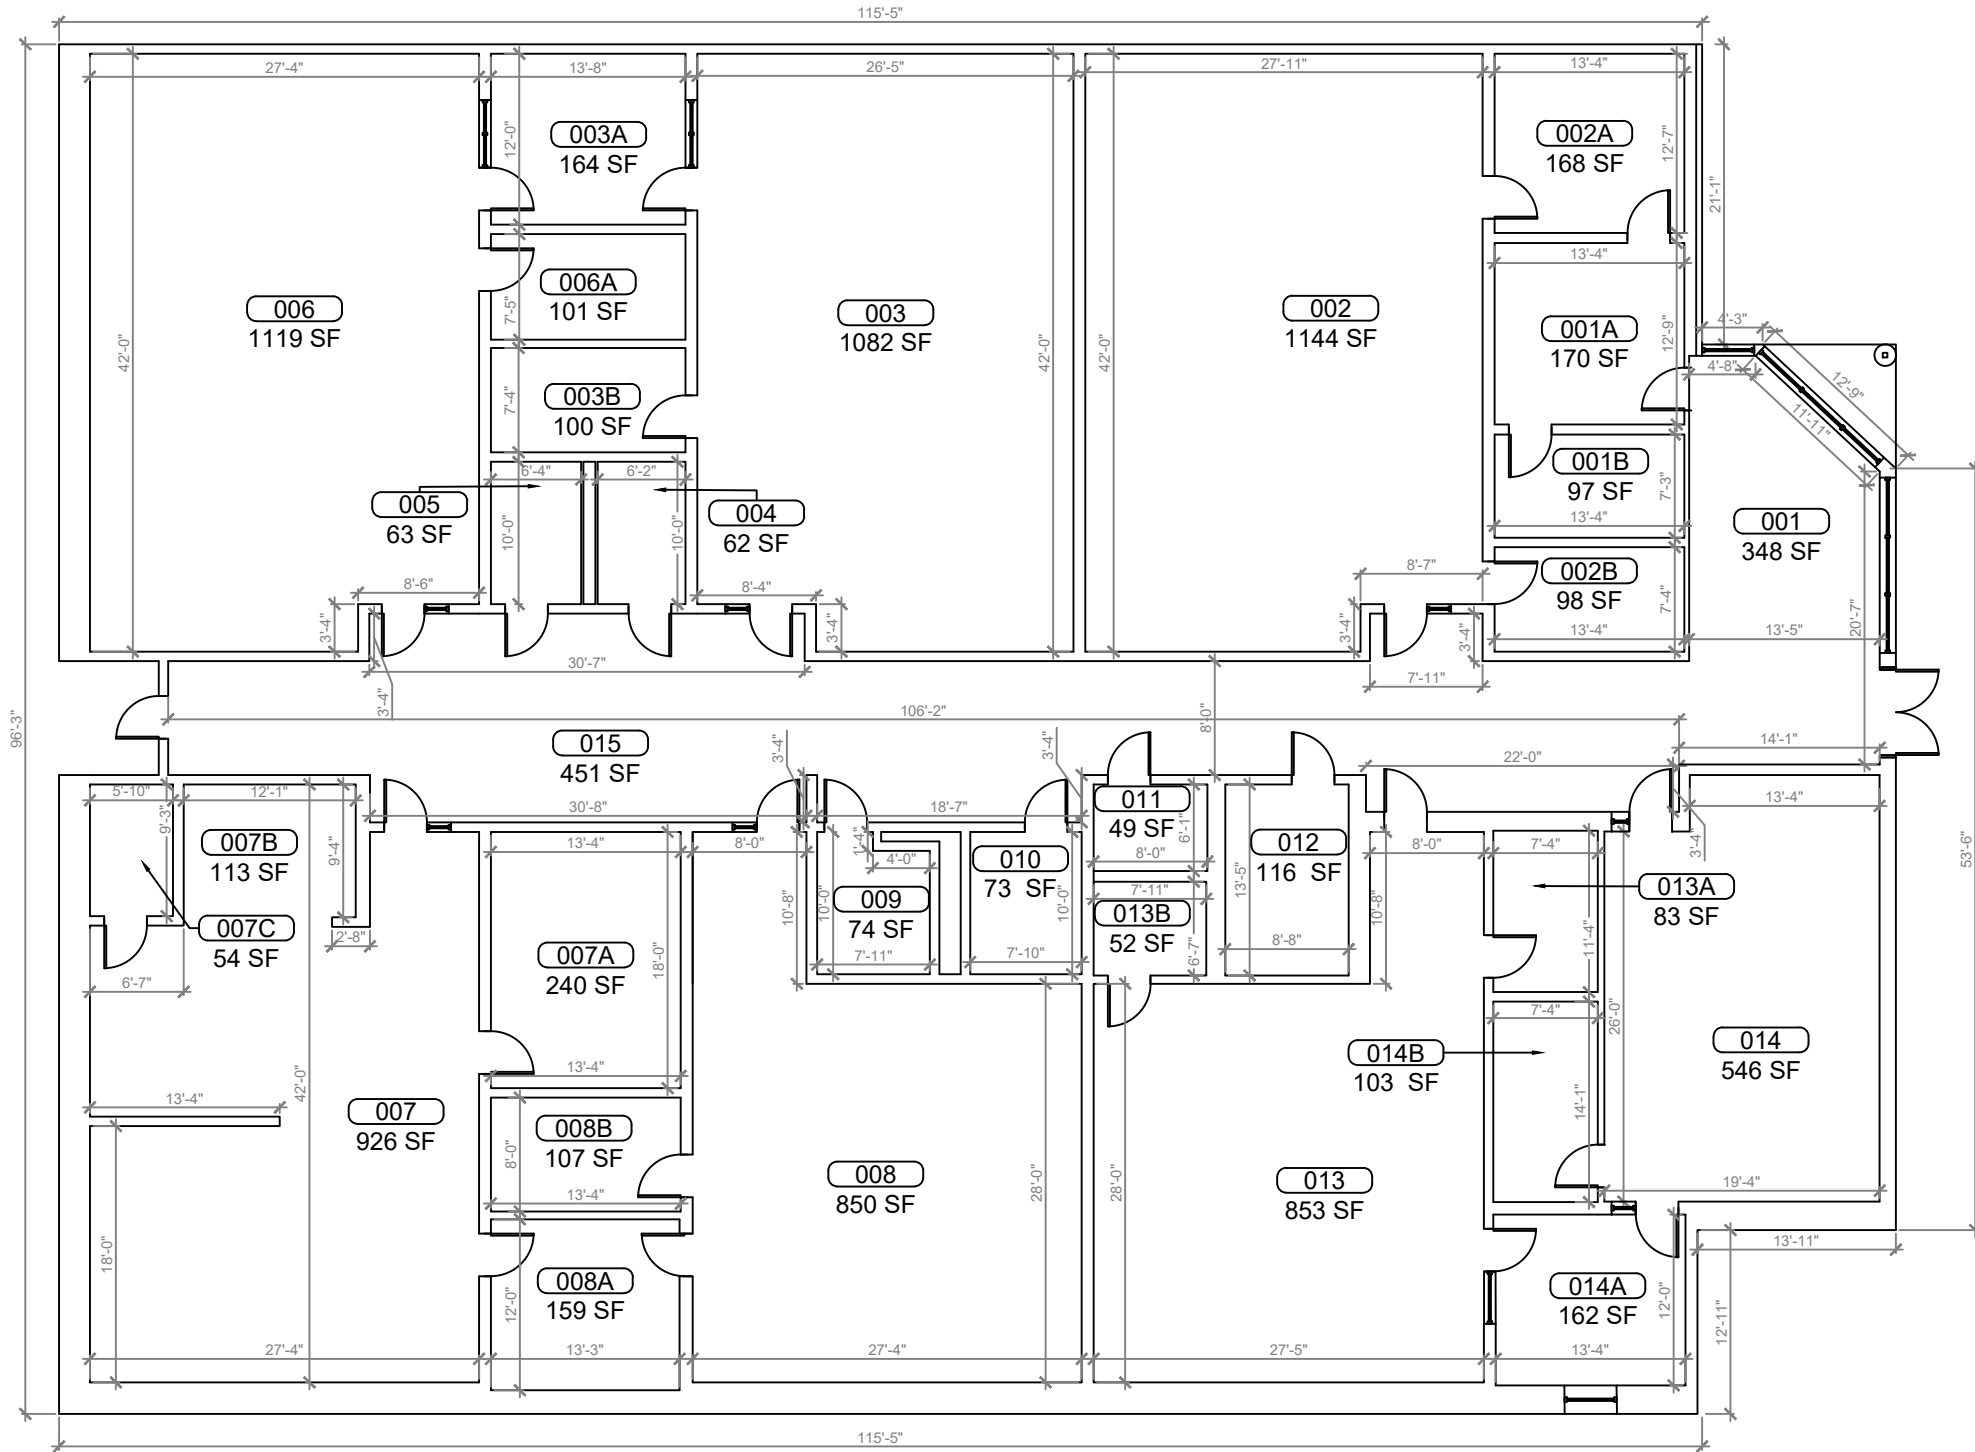 115'-5"
27'-4"
13'-8"
26'-5"
27'-11"
13'-4"
003A
164 SF
12'-0"
002A
168 SF
12'-7"
21'-1"
13'-4"
006A
101 SF
7'-5"
006
1119 SF
42'-0"
003
1082 SF
42'-0"
42'-0"
002
1144 SF
001A
170 SF
12'-9"
4'-3"
4'-8"
12'-9"
11'-11"
003B
100 SF
7'-4"
6'-4"
6'-2"
005
63 SF
10'-0"
10'-0"
004
62 SF
001B
97 SF
7'-3"
13'-4"
001
348 SF
8'-6"
8'-4"
8'-7"
002B
98 SF
7'-4"
13'-4"
13'-5"
20'-7"
3'-4"
3'-4"
3'-4"
3'-4"
30'-7"
3'-4"
7'-11"
96'-3"
106'-2"
8'-0"
015
451 SF
3'-4"
3'-4"
22'-0"
14'-1"
5'-10"
12'-1"
30'-8"
18'-7"
13'-4"
9'-3"
007B
113 SF
9'-4"
011
49 SF
6'-1"
8'-0"
13'-4"
8'-0"
1'-4"
4'-0"
010
73 SF
012
116 SF
13'-5"
8'-0"
7'-4"
3'-4"
53'-6"
013A
83 SF
009
74 SF
10'-8"
10'-0"
10'-0"
7'-11"
013B
52 SF
6'-7"
10'-8"
11'-4"
007C
54 SF
2'-8"
6'-7"
007A
240 SF
18'-0"
7'-11"
7'-10"
8'-8"
7'-4"
26'-0"
13'-4"
014B
103 SF
014
546 SF
13'-4"
42'-0"
007
926 SF
008B
107 SF
8'-0"
13'-4"
14'-1"
008
850 SF
28'-0"
28'-0"
013
853 SF
19'-4"
18'-0"
13'-11"
008A
159 SF
12'-0"
014A
162 SF
12'-0"
12'-11"
27'-4"
13'-3"
27'-4"
27'-5"
13'-4"
115'-5"